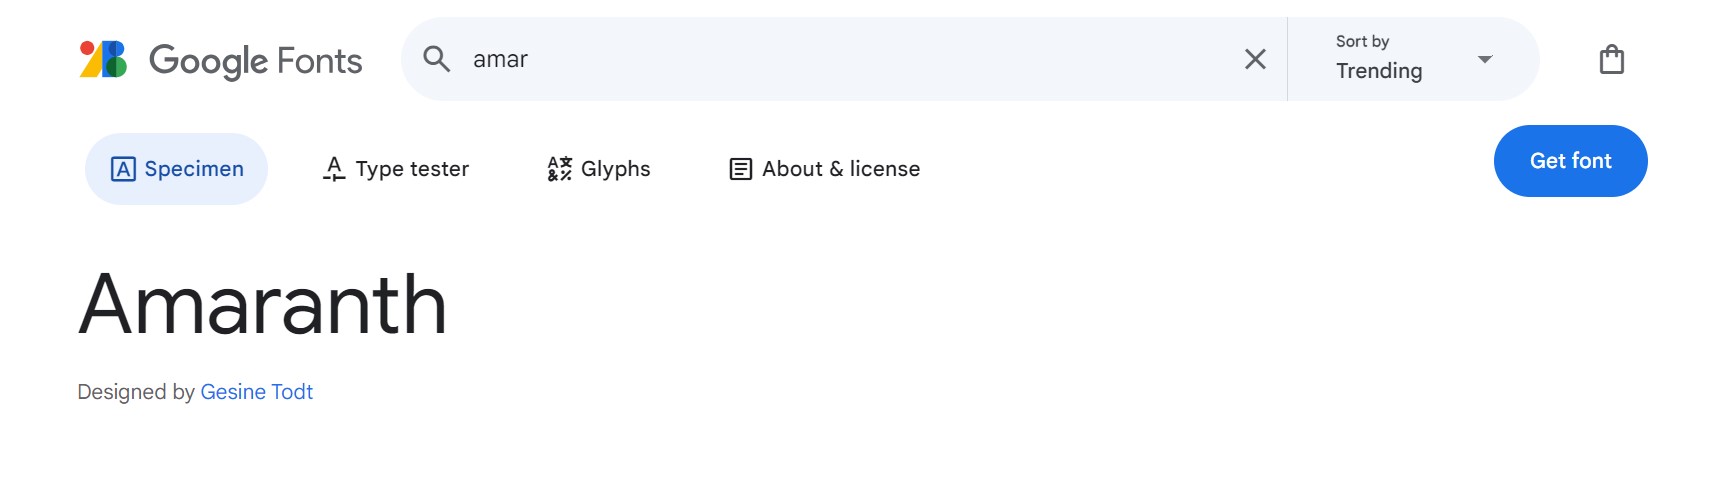 Google Fonts
amar
Sort by
Trending
Specimen
Type tester
Glyphs
About & license
Get font
Amaranth
Designed by Gesine Todt